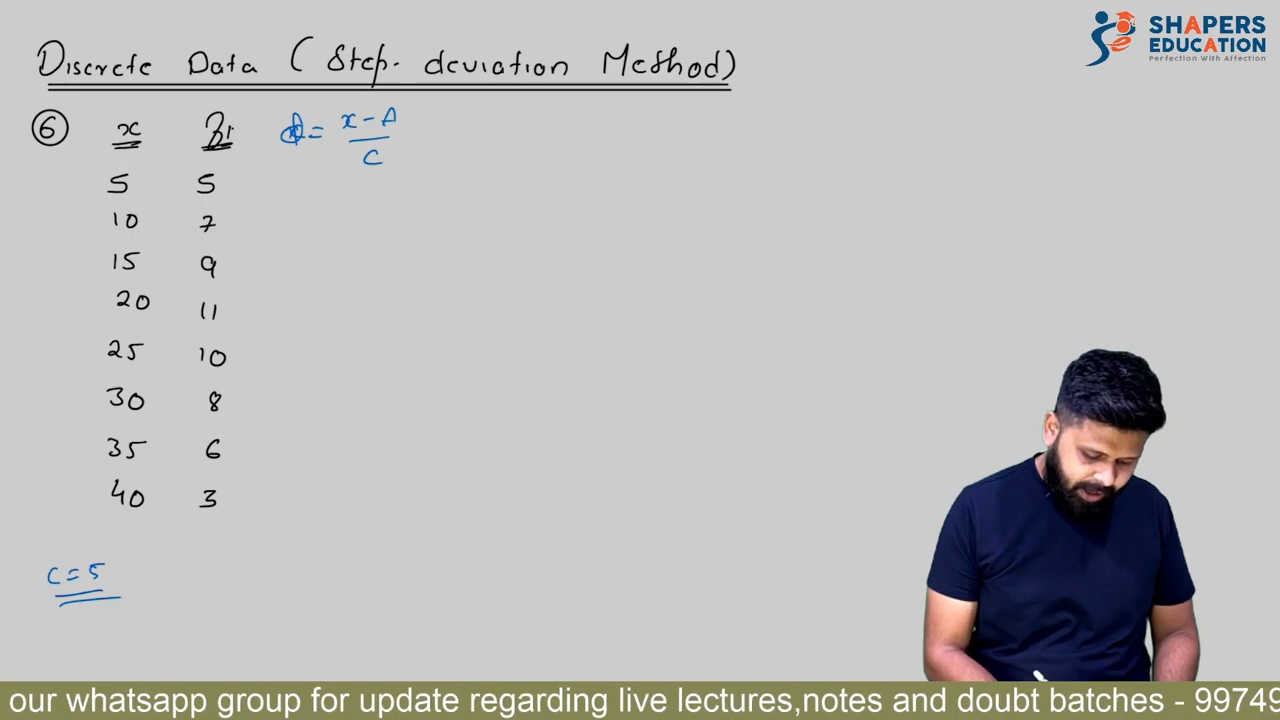 SHAPERS
EDUCATION
Perfection With Affection
Discrete Data (Step-deviation Method)
6 x d = x - A / C
5 5
10 7
15 9
20 11
25 10
30 8
35 6
40 3
C = 5
our whatsapp group for update regarding live lectures,notes and doubt batches - 99749